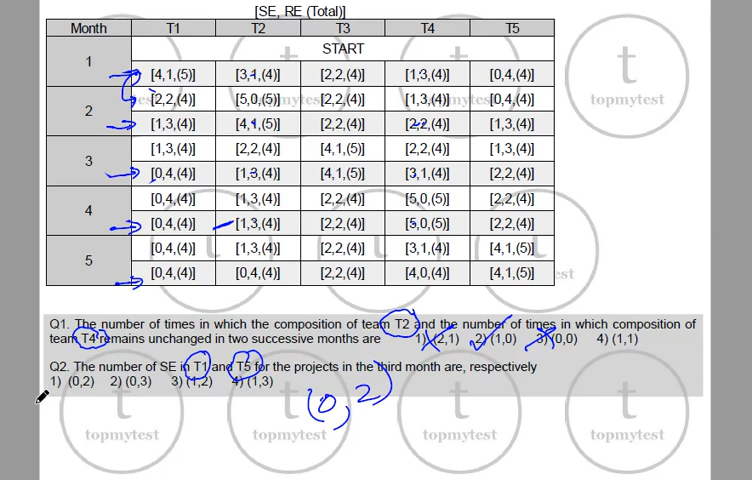 [SE, RE (Total)]
Month T1 T2 T3 T4 T5
1 START
[4,1,(5)] [3,1,(4)] [2,2,(4)] [1,3,(4)] [0,4,(4)]
2 [2,2,(4)] [5,0,(5)] [2,2,(4)] [1,3,(4)] [0,4,(4)]
[1,3,(4)] [4,1,(5)] [2,2,(4)] [2,2,(4)] [1,3,(4)]
3 [1,3,(4)] [2,2,(4)] [4,1,(5)] [2,2,(4)] [1,3,(4)]
[0,4,(4)] [1,3,(4)] [4,1,(5)] [3,1,(4)] [2,2,(4)]
4 [0,4,(4)] [1,3,(4)] [2,2,(4)] [5,0,(5)] [2,2,(4)]
[0,4,(4)] [1,3,(4)] [2,2,(4)] [5,0,(5)] [2,2,(4)]
5 [0,4,(4)] [1,3,(4)] [2,2,(4)] [3,1,(4)] [4,1,(5)]
[0,4,(4)] [0,4,(4)] [2,2,(4)] [4,0,(4)] [4,1,(5)]
Q1. The number of times in which the composition of team T2 and the number of times in which composition of
team T4 remains unchanged in two successive months are 1) (2,1) 2) (1,0) 3) (0,0) 4) (1,1)
Q2. The number of SE in T1 and T5 for the projects in the third month are, respectively
1) (0,2) 2) (0,3) 3) (1,2) 4) (1,3)
(0, 2)
t
topmytest
t
topmytest
t
topmytest
t
topmytest
t
topmytest
t
topmytest